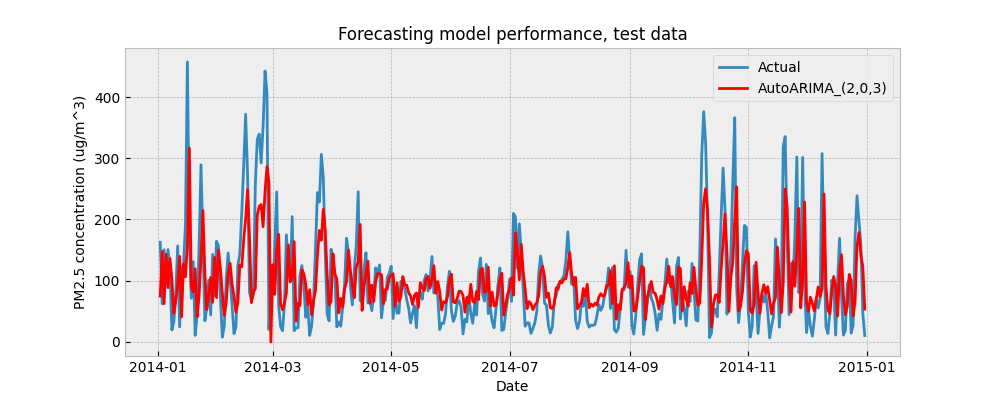 Forecasting model performance, test data
Actual
AutoARIMA_(2,0,3)
PM2.5 concentration (ug/m^3)
400
300
200
100
0
2014-01
2014-03
2014-05
2014-07
2014-09
2014-11
2015-01
Date